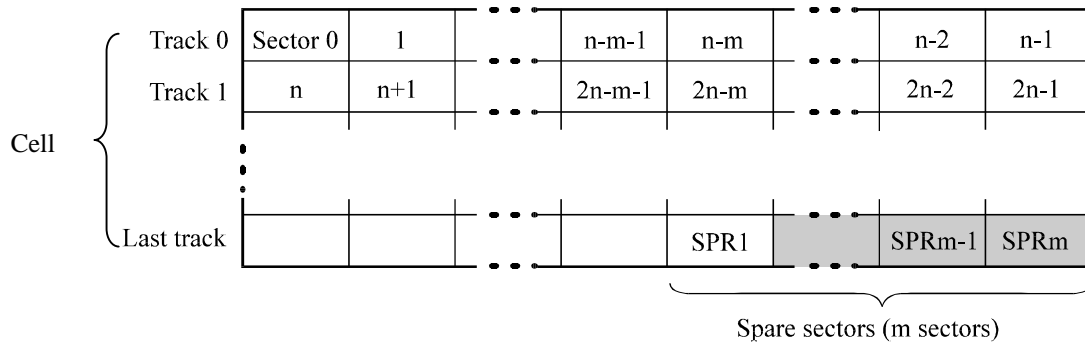 Track 0 Sector 0 1 n-m-1 n-m n-2 n-1
Track 1 n n+1 2n-m-1 2n-m 2n-2 2n-1
Cell
Last track SPR1 SPRm-1 SPRm
Spare sectors (m sectors)